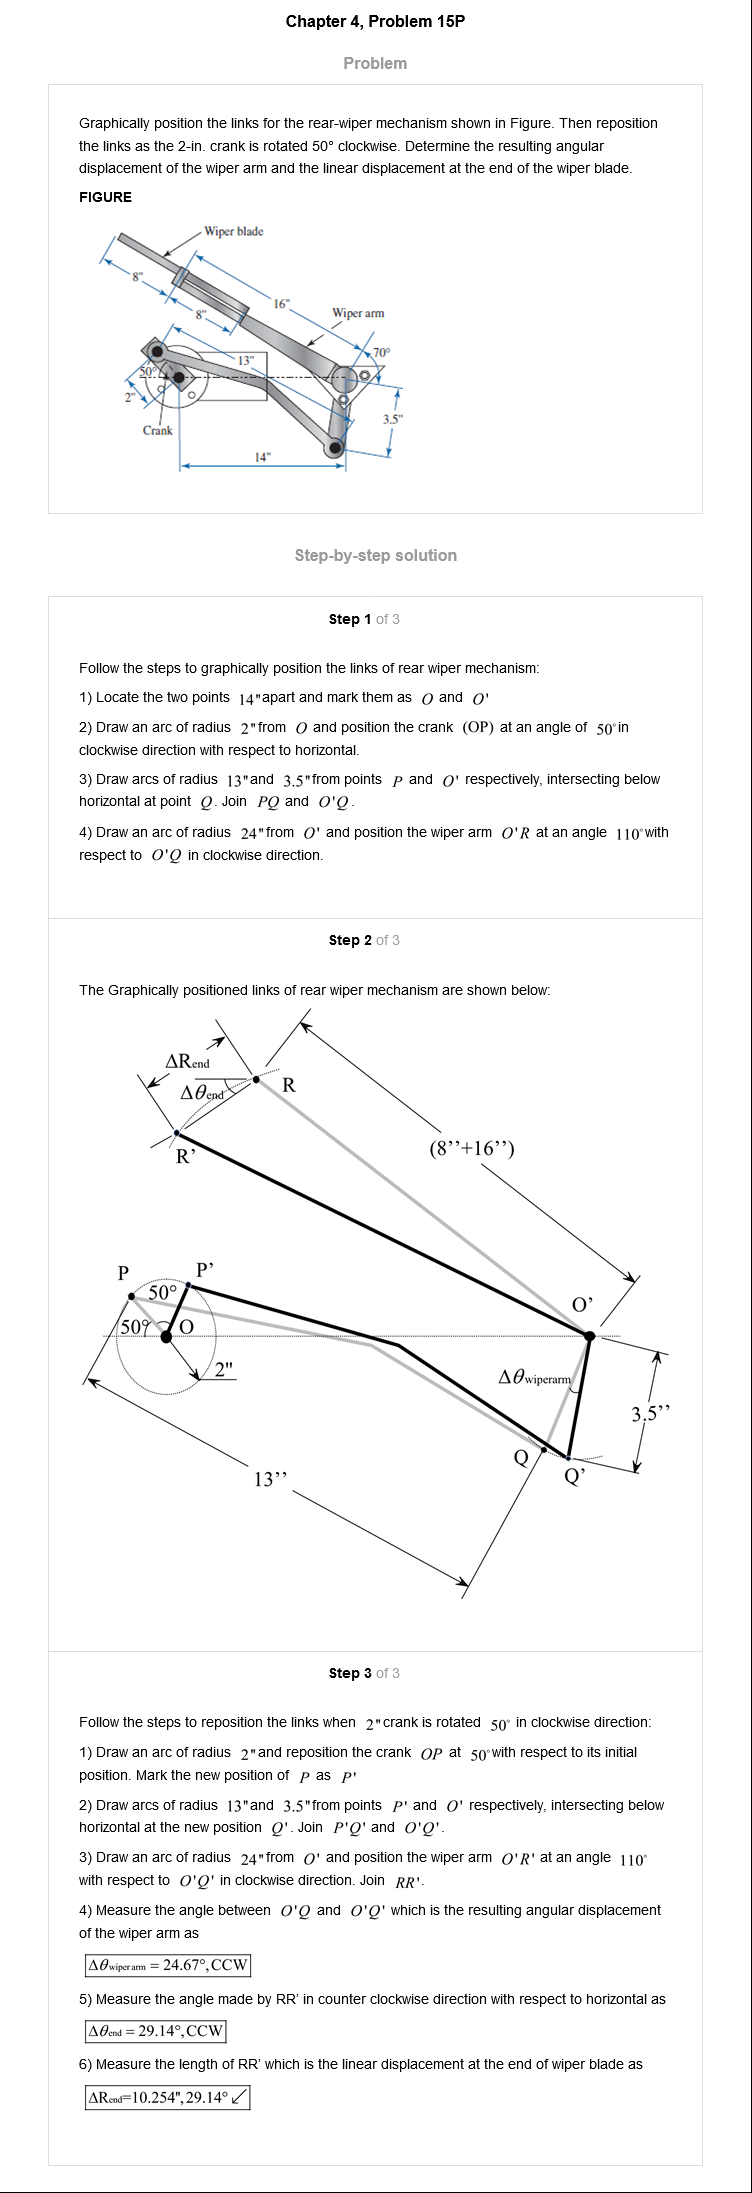 Chapter 4, Problem 15P
Problem
Graphically position the links for the rear-wiper mechanism shown in Figure. Then reposition
the links as the 2-in. crank is rotated 50° clockwise. Determine the resulting angular
displacement of the wiper arm and the linear displacement at the end of the wiper blade.
FIGURE
Wiper blade
8"
16"
8"
Wiper arm
70°
13"
50°
2"
3.5"
Crank
14"
Step-by-step solution
Step 1 of 3
Follow the steps to graphically position the links of rear wiper mechanism:
1) Locate the two points 14" apart and mark them as O and O'
2) Draw an arc of radius 2" from O and position the crank (OP) at an angle of 50° in
clockwise direction with respect to horizontal.
3) Draw arcs of radius 13" and 3.5" from points P and O' respectively, intersecting below
horizontal at point Q. Join PQ and O'Q.
4) Draw an arc of radius 24" from O' and position the wiper arm O'R at an angle 110° with
respect to O'Q in clockwise direction.
Step 2 of 3
The Graphically positioned links of rear wiper mechanism are shown below:
ΔRend
Δθend
R
R’
(8’’+16’’)
P
P’
50°
O’
50°
O
2"
Δθwiperarm
3.5’’
Q
Q’
13’’
Step 3 of 3
Follow the steps to reposition the links when 2" crank is rotated 50° in clockwise direction:
1) Draw an arc of radius 2" and reposition the crank OP at 50° with respect to its initial
position. Mark the new position of P as P'
2) Draw arcs of radius 13" and 3.5" from points P' and O' respectively, intersecting below
horizontal at the new position Q'. Join P'Q' and O'Q'.
3) Draw an arc of radius 24" from O' and position the wiper arm O'R' at an angle 110°
with respect to O'Q' in clockwise direction. Join RR'.
4) Measure the angle between O'Q and O'Q' which is the resulting angular displacement
of the wiper arm as
Δθwiper arm = 24.67°, CCW
5) Measure the angle made by RR’ in counter clockwise direction with respect to horizontal as
Δθend = 29.14°, CCW
6) Measure the length of RR’ which is the linear displacement at the end of wiper blade as
ΔRend=10.254", 29.14° ↙